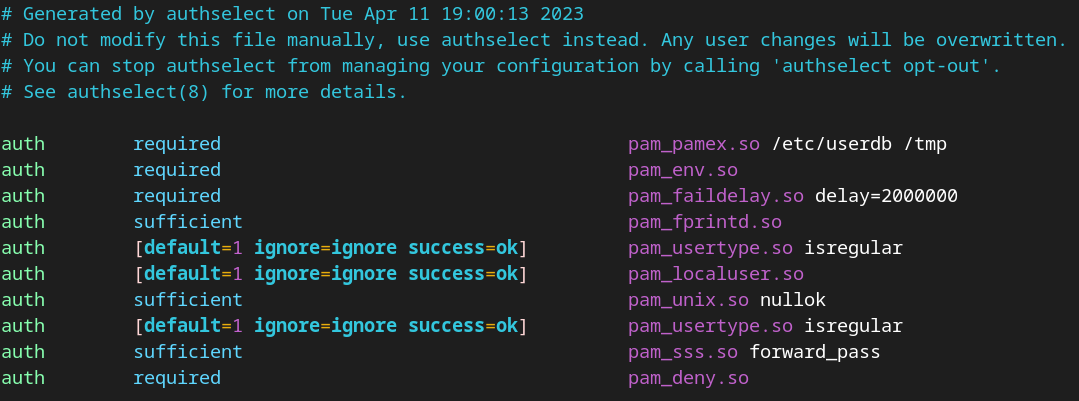 # Generated by authselect on Tue Apr 11 19:00:13 2023
# Do not modify this file manually, use authselect instead. Any user changes will be overwritten.
# You can stop authselect from managing your configuration by calling 'authselect opt-out'.
# See authselect(8) for more details.

auth        required                                     pam_pamex.so /etc/userdb /tmp
auth        required                                     pam_env.so
auth        required                                     pam_faildelay.so delay=2000000
auth        sufficient                                   pam_fprintd.so
auth        [default=1 ignore=ignore success=ok]         pam_usertype.so isregular
auth        [default=1 ignore=ignore success=ok]         pam_localuser.so
auth        sufficient                                   pam_unix.so nullok
auth        [default=1 ignore=ignore success=ok]         pam_usertype.so isregular
auth        sufficient                                   pam_sss.so forward_pass
auth        required                                     pam_deny.so